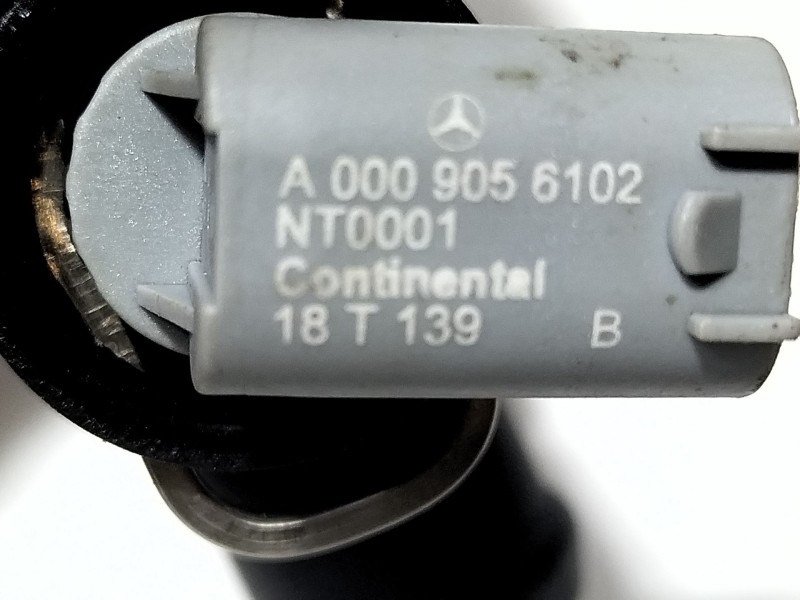 A 000 905 6102
NT0001
Continental
18 T 139 B